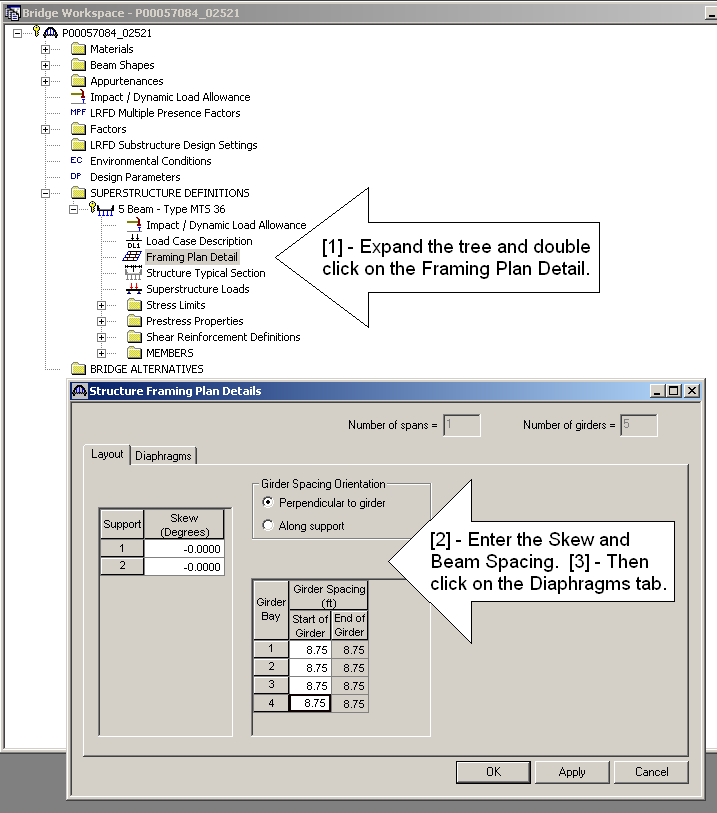 Bridge Workspace - P00057084_02521
P00057084_02521
Materials
Beam Shapes
Appurtenances
Impact / Dynamic Load Allowance
MPF LRFD Multiple Presence Factors
Factors
LRFD Substructure Design Settings
EC Environmental Conditions
DP Design Parameters
SUPERSTRUCTURE DEFINITIONS
5 Beam - Type MTS 36
Impact / Dynamic Load Allowance
DL1 Load Case Description
Framing Plan Detail
Structure Typical Section
Superstructure Loads
Stress Limits
Prestress Properties
Shear Reinforcement Definitions
MEMBERS
BRIDGE ALTERNATIVES
[1] - Expand the tree and double
click on the Framing Plan Detail.
Structure Framing Plan Details
Number of spans = 1
Number of girders = 5
Layout
Diaphragms
Support
Skew
(Degrees)
1 -0.0000
2 -0.0000
Girder Spacing Orientation
Perpendicular to girder
Along support
Girder
Bay
Girder Spacing
(ft)
Start of
Girder
End of
Girder
1 8.75 8.75
2 8.75 8.75
3 8.75 8.75
4 8.75 8.75
[2] - Enter the Skew and
Beam Spacing. [3] - Then
click on the Diaphragms tab.
OK
Apply
Cancel